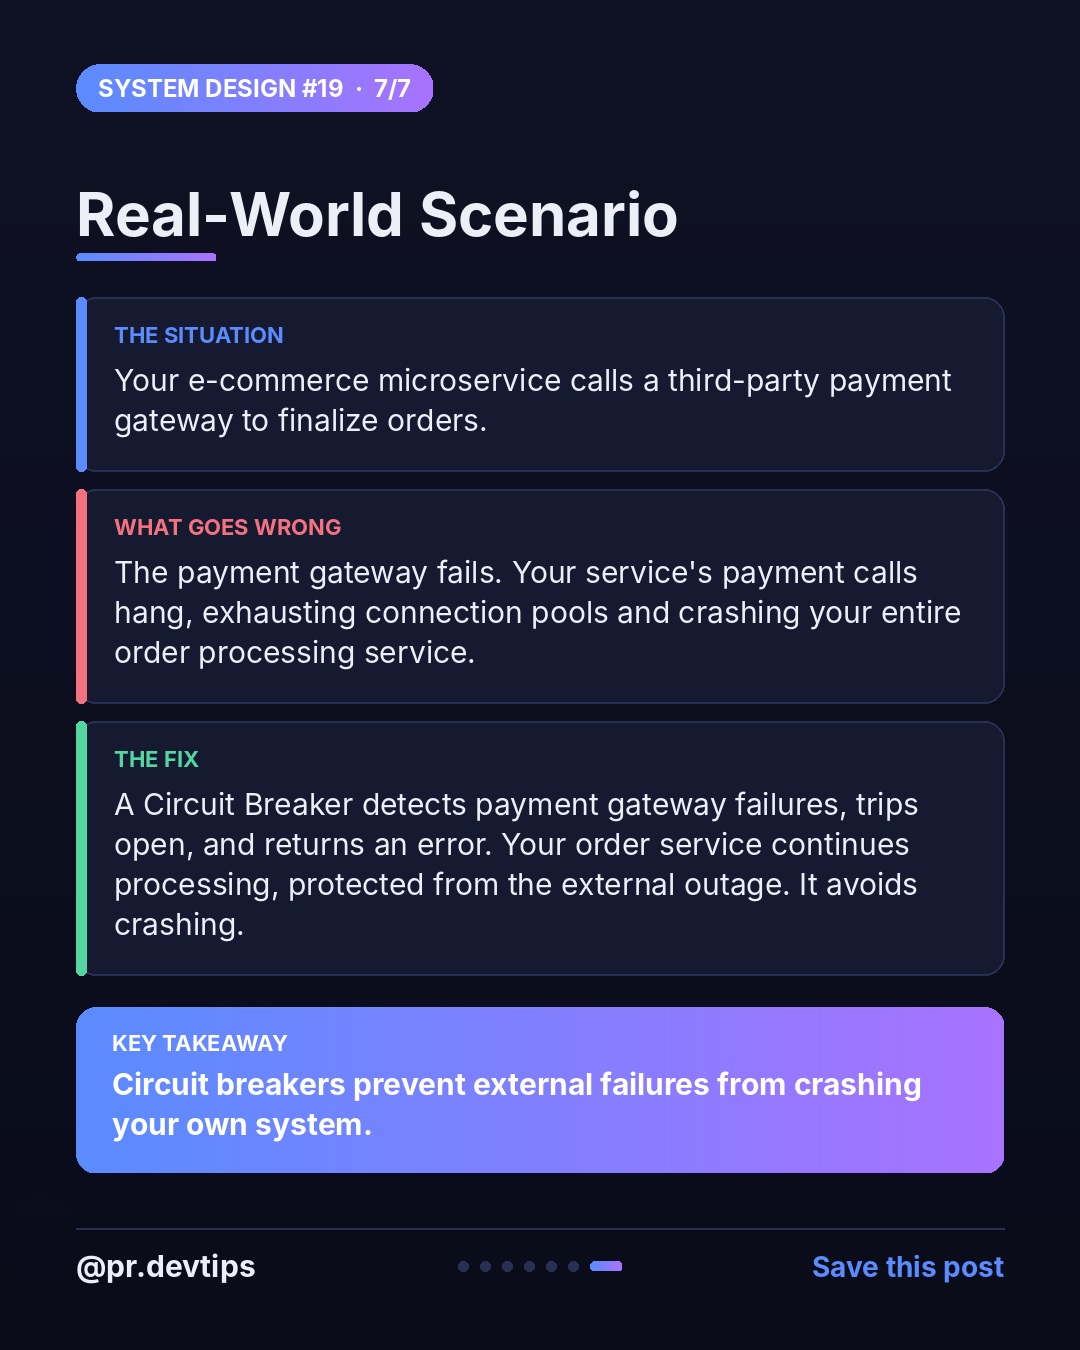 SYSTEM DESIGN #19 · 7/7
Real-World Scenario
THE SITUATION
Your e-commerce microservice calls a third-party payment
gateway to finalize orders.
WHAT GOES WRONG
The payment gateway fails. Your service's payment calls
hang, exhausting connection pools and crashing your entire
order processing service.
THE FIX
A Circuit Breaker detects payment gateway failures, trips
open, and returns an error. Your order service continues
processing, protected from the external outage. It avoids
crashing.
KEY TAKEAWAY
Circuit breakers prevent external failures from crashing
your own system.
@pr.devtips
Save this post